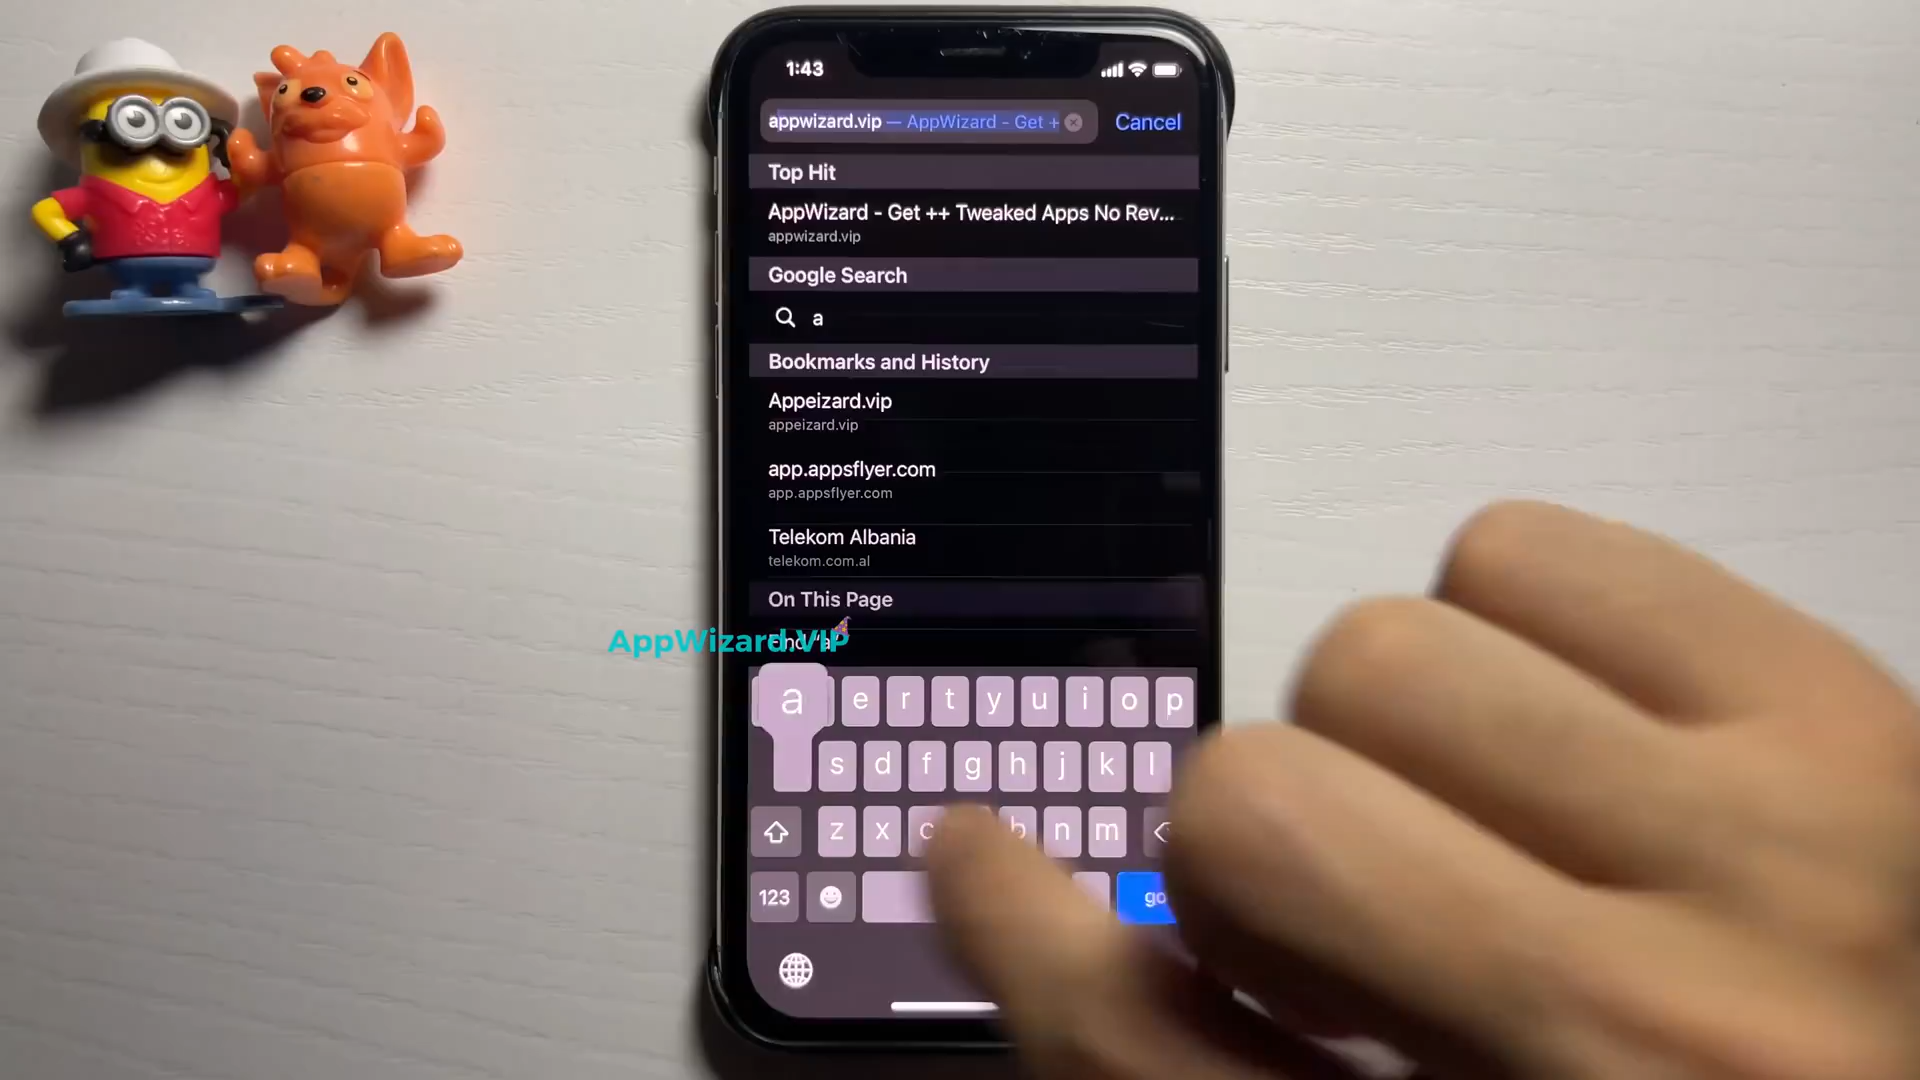 1:43
appwizard.vip — AppWizard - Get +
Cancel
Top Hit
AppWizard - Get ++ Tweaked Apps No Rev...
appwizard.vip
Google Search
a
Bookmarks and History
Appeizard.vip
appeizard.vip
app.appsflyer.com
app.appsflyer.com
Telekom Albania
telekom.com.al
On This Page
Find "a"
AppWizard.VIP
a e r t y u i o p
s d f g h j k l
z x c b n m
123 go